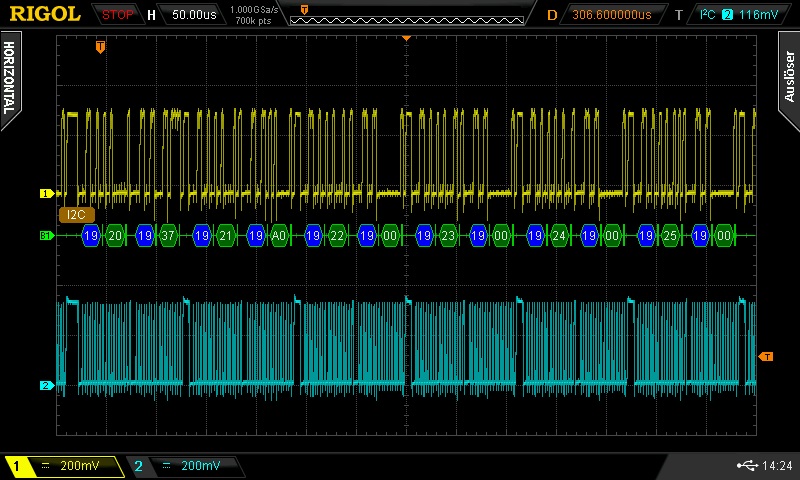 RIGOL STOP H 50.00us 1.000GSa/s 700k pts T D 306.600000us T I²C 2 116mV
HORIZONTAL
Auslöser
T
1
I2C
B1 19 20 19 37 19 21 19 A0 19 22 19 00 19 23 19 00 19 24 19 00 19 25 19 00
T
2
1 200mV 2 200mV 14:24